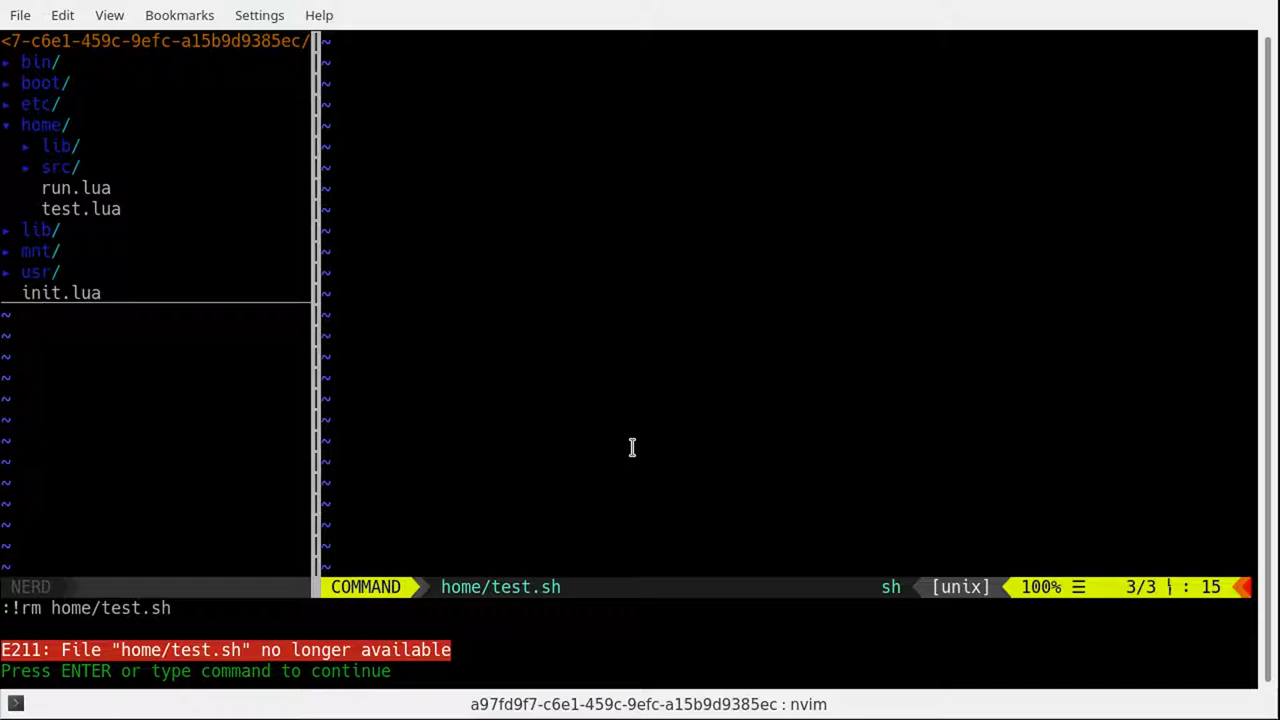 File Edit View Bookmarks Settings Help
<7-c6e1-459c-9efc-a15b9d9385ec/
▸ bin/
▸ boot/
▸ etc/
▾ home/
▸ lib/
▸ src/
run.lua
test.lua
▸ lib/
▸ mnt/
▸ usr/
init.lua
NERD
COMMAND home/test.sh sh [unix] 100% ☰ 3/3 : 15
:!rm home/test.sh
E211: File "home/test.sh" no longer available
Press ENTER or type command to continue
a97fd9f7-c6e1-459c-9efc-a15b9d9385ec : nvim